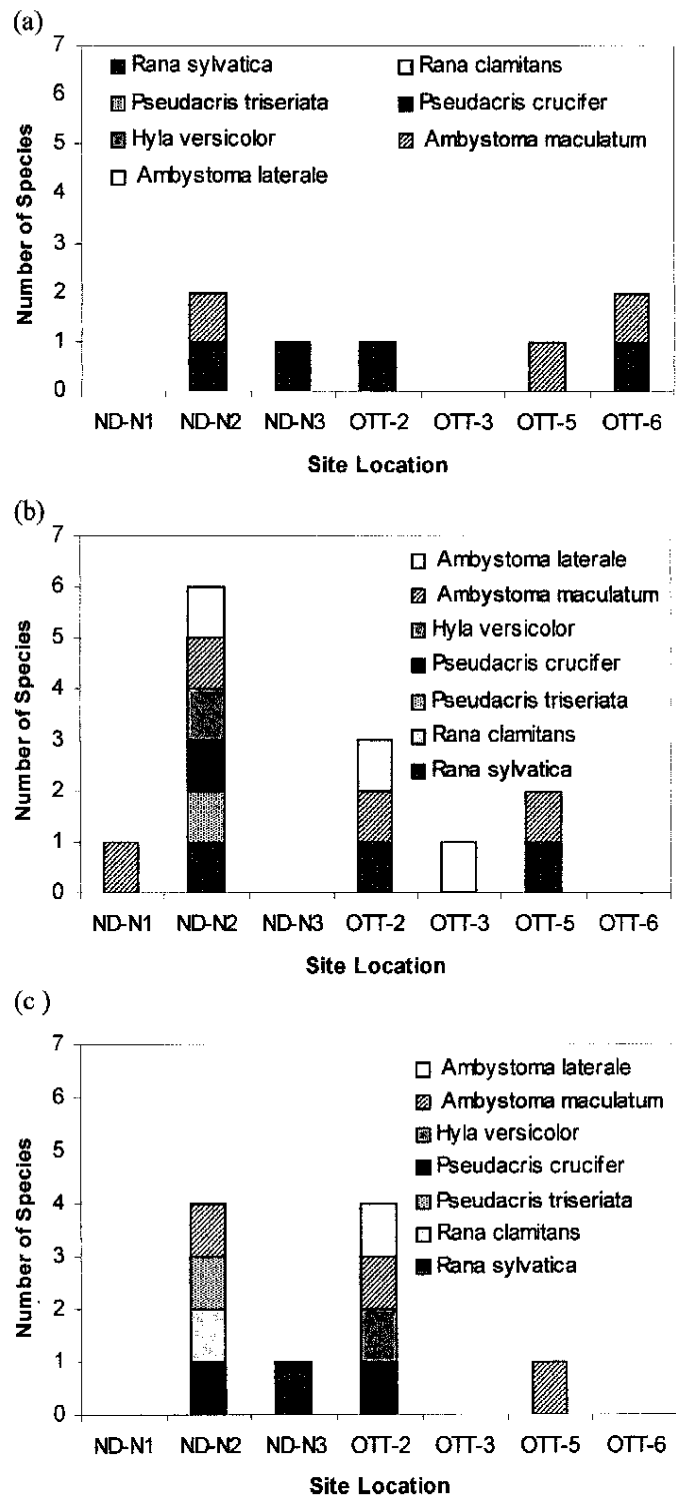 (a)
7
6
5
4
3
2
1
0
Number of Species
Rana sylvatica
Rana clamitans
Pseudacris triseriata
Pseudacris crucifer
Hyla versicolor
Ambystoma maculatum
Ambystoma laterale
ND-N1 ND-N2 ND-N3 OTT-2 OTT-3 OTT-5 OTT-6
Site Location
(b)
7
6
5
4
3
2
1
0
Number of Species
Ambystoma laterale
Ambystoma maculatum
Hyla versicolor
Pseudacris crucifer
Pseudacris triseriata
Rana clamitans
Rana sylvatica
ND-N1 ND-N2 ND-N3 OTT-2 OTT-3 OTT-5 OTT-6
Site Location
(c )
7
6
5
4
3
2
1
0
Number of Species
Ambystoma laterale
Ambystoma maculatum
Hyla versicolor
Pseudacris crucifer
Pseudacris triseriata
Rana clamitans
Rana sylvatica
ND-N1 ND-N2 ND-N3 OTT-2 OTT-3 OTT-5 OTT-6
Site Location